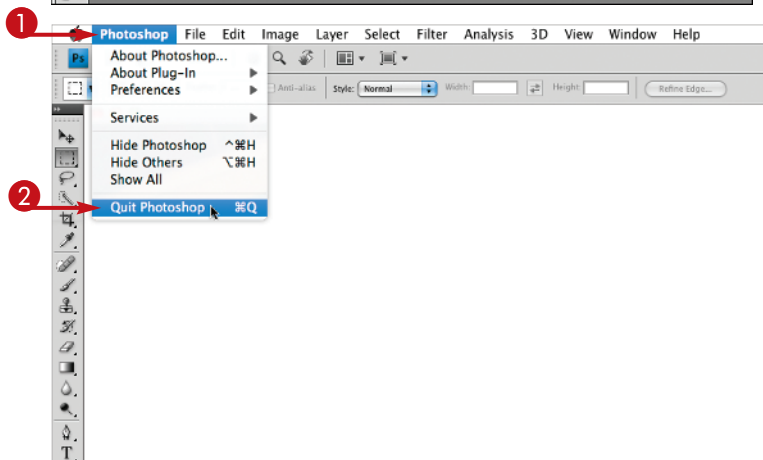 1
Photoshop File Edit Image Layer Select Filter Analysis 3D View Window Help
Ps
About Photoshop...
About Plug-In
Preferences
Anti-alias Style: Normal Width: Height: Refine Edge...
Services
Hide Photoshop ^⌘H
Hide Others ⌥⌘H
Show All
2
Quit Photoshop ⌘Q
T